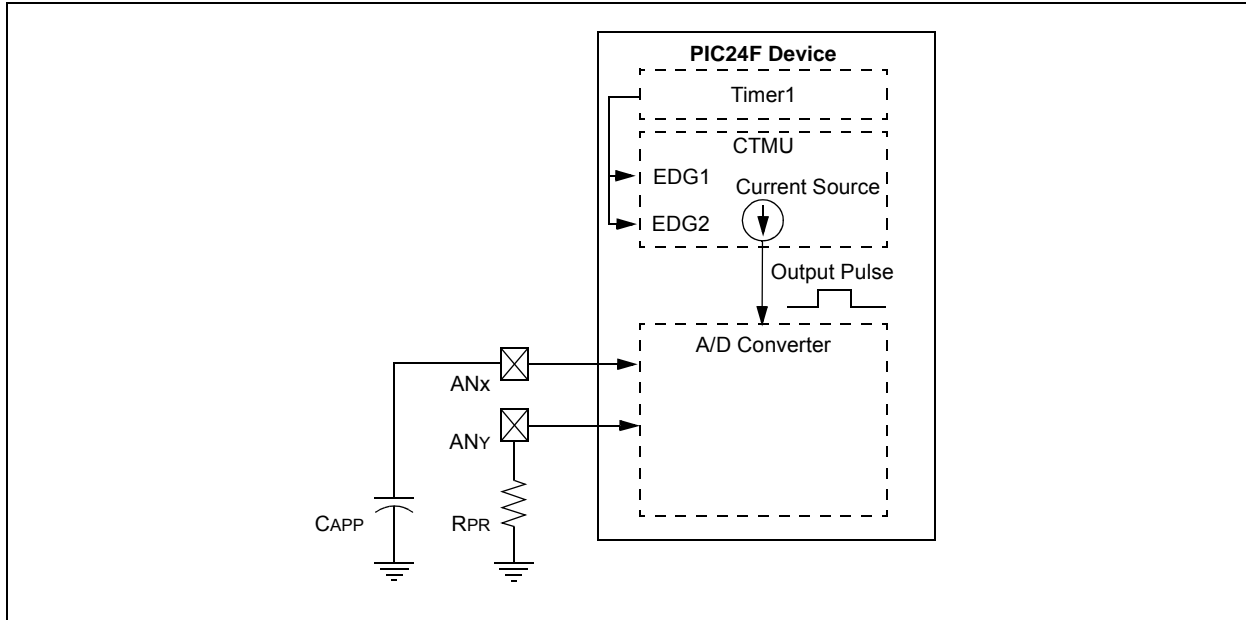 PIC24F Device
Timer1
CTMU
EDG1
Current Source
EDG2
Output Pulse
A/D Converter
ANX
ANY
CAPP
RPR